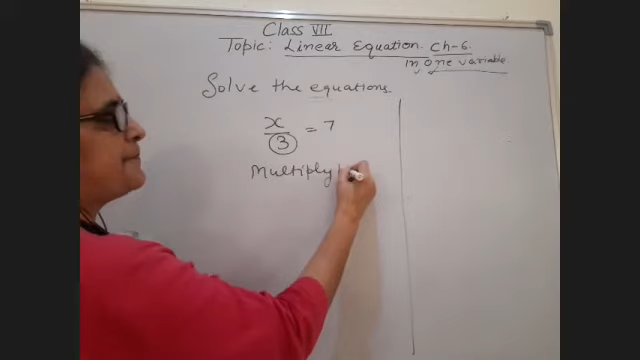 Class VII
Topic: Linear Equation. Ch-6.
in One variable
Solve the equations
x/3 = 7
Multiply